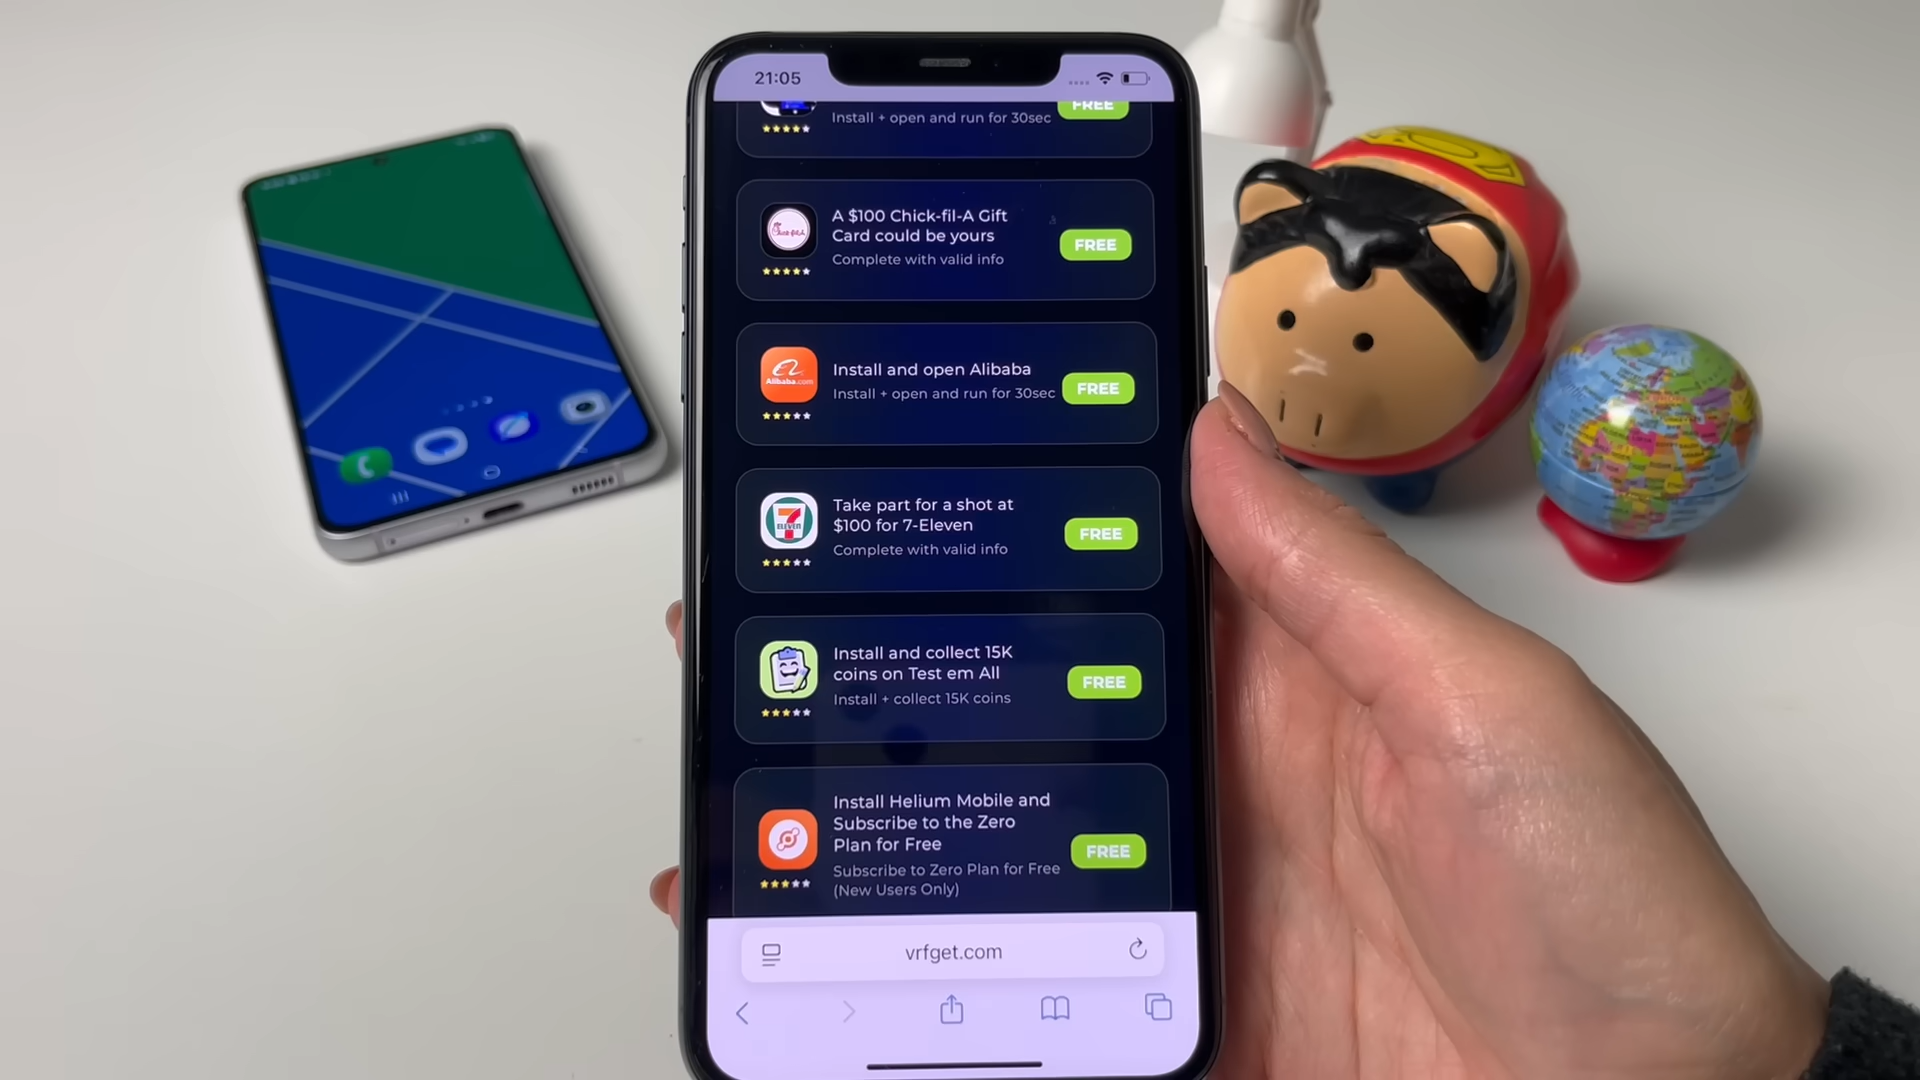 21:05
Install + open and run for 30sec
FREE
A $100 Chick-fil-A Gift
Card could be yours
Complete with valid info
FREE
Alibaba.com
Install and open Alibaba
Install + open and run for 30sec
FREE
7
ELEVEN
Take part for a shot at
$100 for 7-Eleven
Complete with valid info
FREE
Install and collect 15K
coins on Test em All
Install + collect 15K coins
FREE
Install Helium Mobile and
Subscribe to the Zero
Plan for Free
Subscribe to Zero Plan for Free
(New Users Only)
FREE
vrfget.com